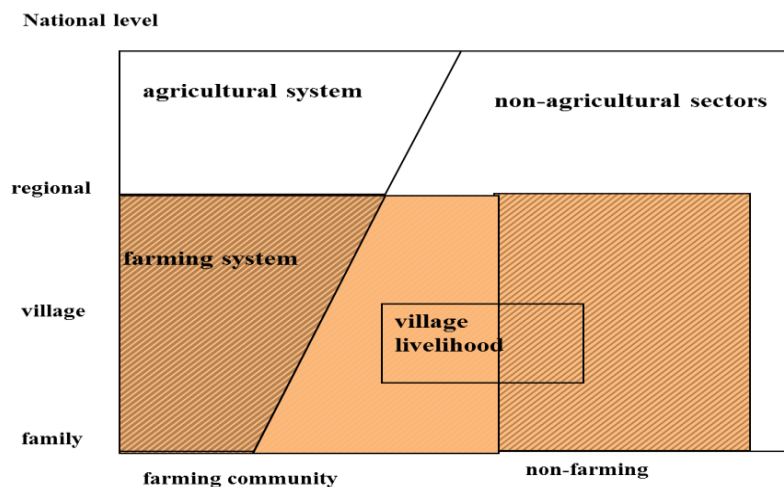 National level
agricultural system
non-agricultural sectors
regional
farming system
village
village
livelihood
family
farming community
non-farming